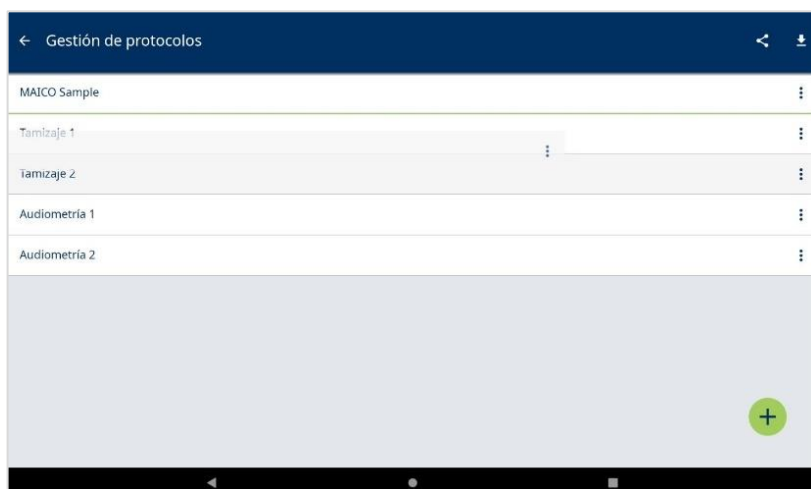 Gestión de protocolos
MAICO Sample
Tamizaje 1
Tamizaje 2
Audiometría 1
Audiometría 2